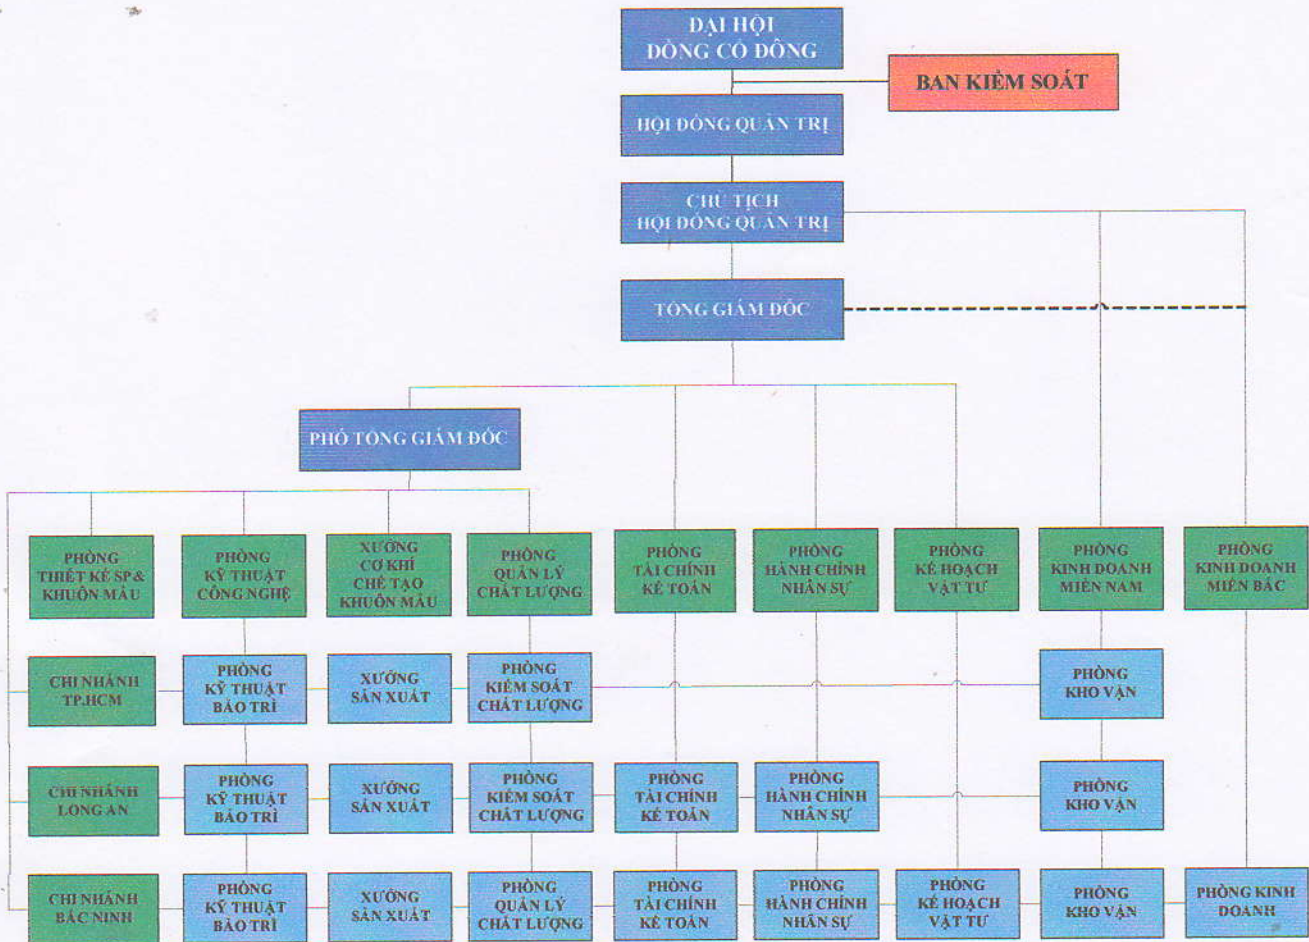 ĐẠI HỘI
ĐỒNG CỔ ĐÔNG
BAN KIỂM SOÁT
HỘI ĐỒNG QUẢN TRỊ
CHỦ TỊCH
HỘI ĐỒNG QUẢN TRỊ
TỔNG GIÁM ĐỐC
PHÓ TỔNG GIÁM ĐỐC
PHÒNG
THIẾT KẾ SP &
KHUÔN MẪU
PHÒNG
KỸ THUẬT
CÔNG NGHỆ
XƯỞNG
CƠ KHÍ
CHẾ TẠO
KHUÔN MẪU
PHÒNG
QUẢN LÝ
CHẤT LƯỢNG
PHÒNG
TÀI CHÍNH
KẾ TOÁN
PHÒNG
HÀNH CHÍNH
NHÂN SỰ
PHÒNG
KẾ HOẠCH
VẬT TƯ
PHÒNG
KINH DOANH
MIỀN NAM
PHÒNG
KINH DOANH
MIỀN BẮC
CHI NHÁNH
TP.HCM
PHÒNG
KỸ THUẬT
BẢO TRÌ
XƯỞNG
SẢN XUẤT
PHÒNG
KIỂM SOÁT
CHẤT LƯỢNG
PHÒNG
KHO VẬN
CHI NHÁNH
LONG AN
PHÒNG
KỸ THUẬT
BẢO TRÌ
XƯỞNG
SẢN XUẤT
PHÒNG
KIỂM SOÁT
CHẤT LƯỢNG
PHÒNG
TÀI CHÍNH
KẾ TOÁN
PHÒNG
HÀNH CHÍNH
NHÂN SỰ
PHÒNG
KHO VẬN
CHI NHÁNH
BẮC NINH
PHÒNG
KỸ THUẬT
BẢO TRÌ
XƯỞNG
SẢN XUẤT
PHÒNG
QUẢN LÝ
CHẤT LƯỢNG
PHÒNG
TÀI CHÍNH
KẾ TOÁN
PHÒNG
HÀNH CHÍNH
NHÂN SỰ
PHÒNG
KẾ HOẠCH
VẬT TƯ
PHÒNG
KHO VẬN
PHÒNG KINH
DOANH